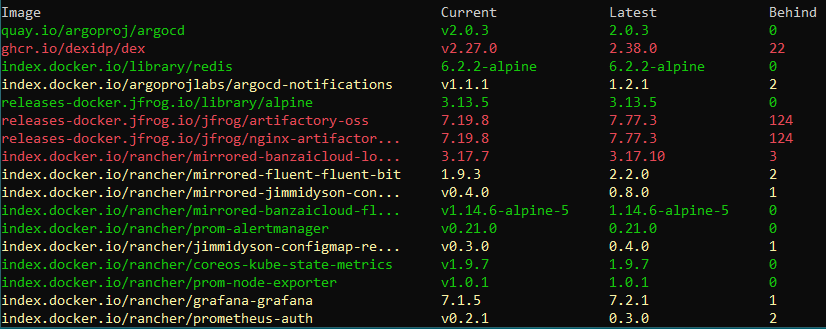 Image Current Latest Behind
quay.io/argoproj/argocd v2.0.3 2.0.3 0
ghcr.io/dexidp/dex v2.27.0 2.38.0 22
index.docker.io/library/redis 6.2.2-alpine 6.2.2-alpine 0
index.docker.io/argoprojlabs/argocd-notifications v1.1.1 1.2.1 2
releases-docker.jfrog.io/library/alpine 3.13.5 3.13.5 0
releases-docker.jfrog.io/jfrog/artifactory-oss 7.19.8 7.77.3 124
releases-docker.jfrog.io/jfrog/nginx-artifactor... 7.19.8 7.77.3 124
index.docker.io/rancher/mirrored-banzaicloud-lo... 3.17.7 3.17.10 3
index.docker.io/rancher/mirrored-fluent-fluent-bit 1.9.3 2.2.0 2
index.docker.io/rancher/mirrored-jimmidyson-con... v0.4.0 0.8.0 1
index.docker.io/rancher/mirrored-banzaicloud-fl... v1.14.6-alpine-5 1.14.6-alpine-5 0
index.docker.io/rancher/prom-alertmanager v0.21.0 0.21.0 0
index.docker.io/rancher/jimmidyson-configmap-re... v0.3.0 0.4.0 1
index.docker.io/rancher/coreos-kube-state-metrics v1.9.7 1.9.7 0
index.docker.io/rancher/prom-node-exporter v1.0.1 1.0.1 0
index.docker.io/rancher/grafana-grafana 7.1.5 7.2.1 1
index.docker.io/rancher/prometheus-auth v0.2.1 0.3.0 2